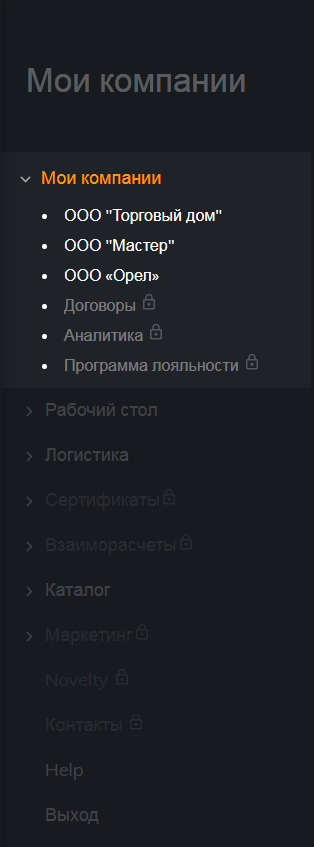 Мои компании
Мои компании
ООО "Торговый дом"
ООО "Мастер"
ООО «Орел»
Договоры
Аналитика
Программа лояльности
Рабочий стол
Логистика
Сертификаты
Взаиморасчеты
Каталог
Маркетинг
Novelty
Контакты
Help
Выход